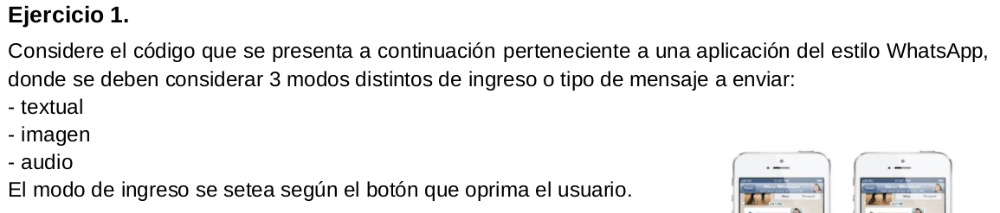 Ejercicio 1.
Considere el código que se presenta a continuación perteneciente a una aplicación del estilo WhatsApp,
donde se deben considerar 3 modos distintos de ingreso o tipo de mensaje a enviar:
- textual
- imagen
- audio
El modo de ingreso se setea según el botón que oprima el usuario.